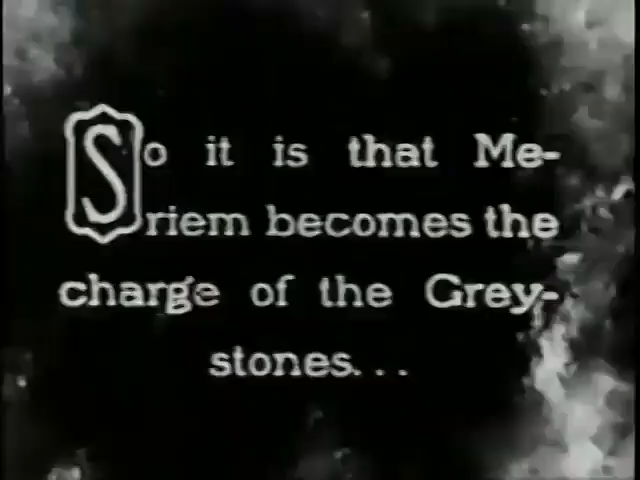 So it is that Me-
riem becomes the
charge of the Grey-
stones...